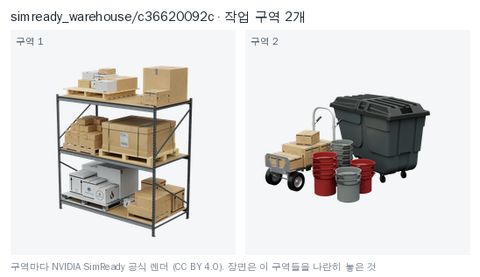 simready_warehouse/c36620092c · 작업 구역 2개
구역 1
구역 2
구역마다 NVIDIA SimReady 공식 렌더 (CC BY 4.0). 장면은 이 구역들을 나란히 놓은 것